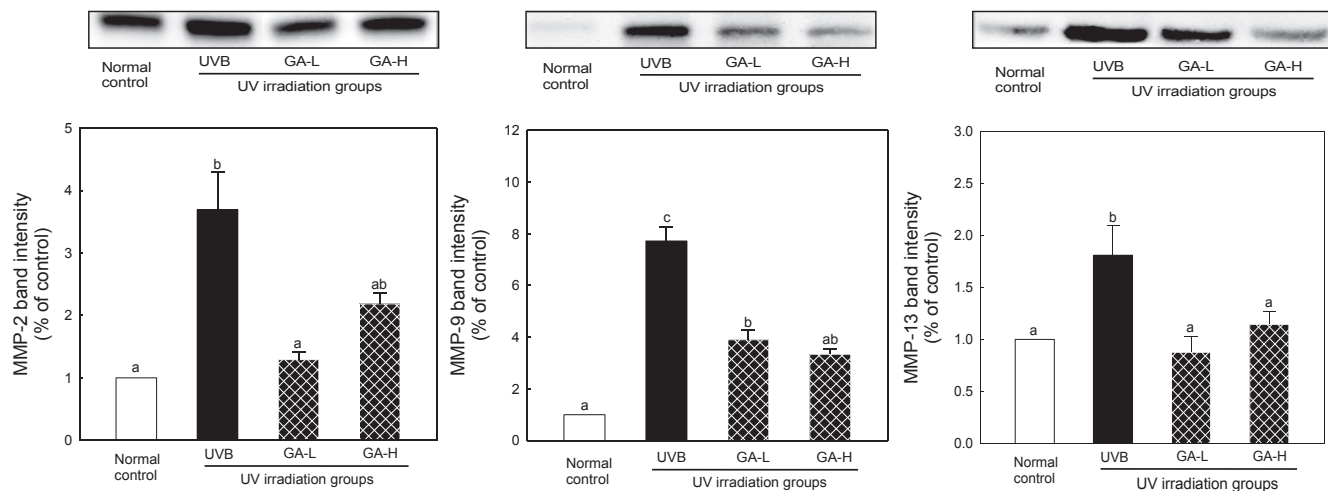 Normal
control
UVB
GA-L
GA-H
UV irradiation groups
MMP-2 band intensity
(% of control)
5
4
3
2
1
0
a
b
a
ab
Normal
control
UVB
GA-L
GA-H
UV irradiation groups
Normal
control
UVB
GA-L
GA-H
UV irradiation groups
MMP-9 band intensity
(% of control)
12
10
8
6
4
2
0
a
c
b
ab
Normal
control
UVB
GA-L
GA-H
UV irradiation groups
Normal
control
UVB
GA-L
GA-H
UV irradiation groups
MMP-13 band intensity
(% of control)
3.0
2.5
2.0
1.5
1.0
0.5
0.0
a
b
a
a
Normal
control
UVB
GA-L
GA-H
UV irradiation groups